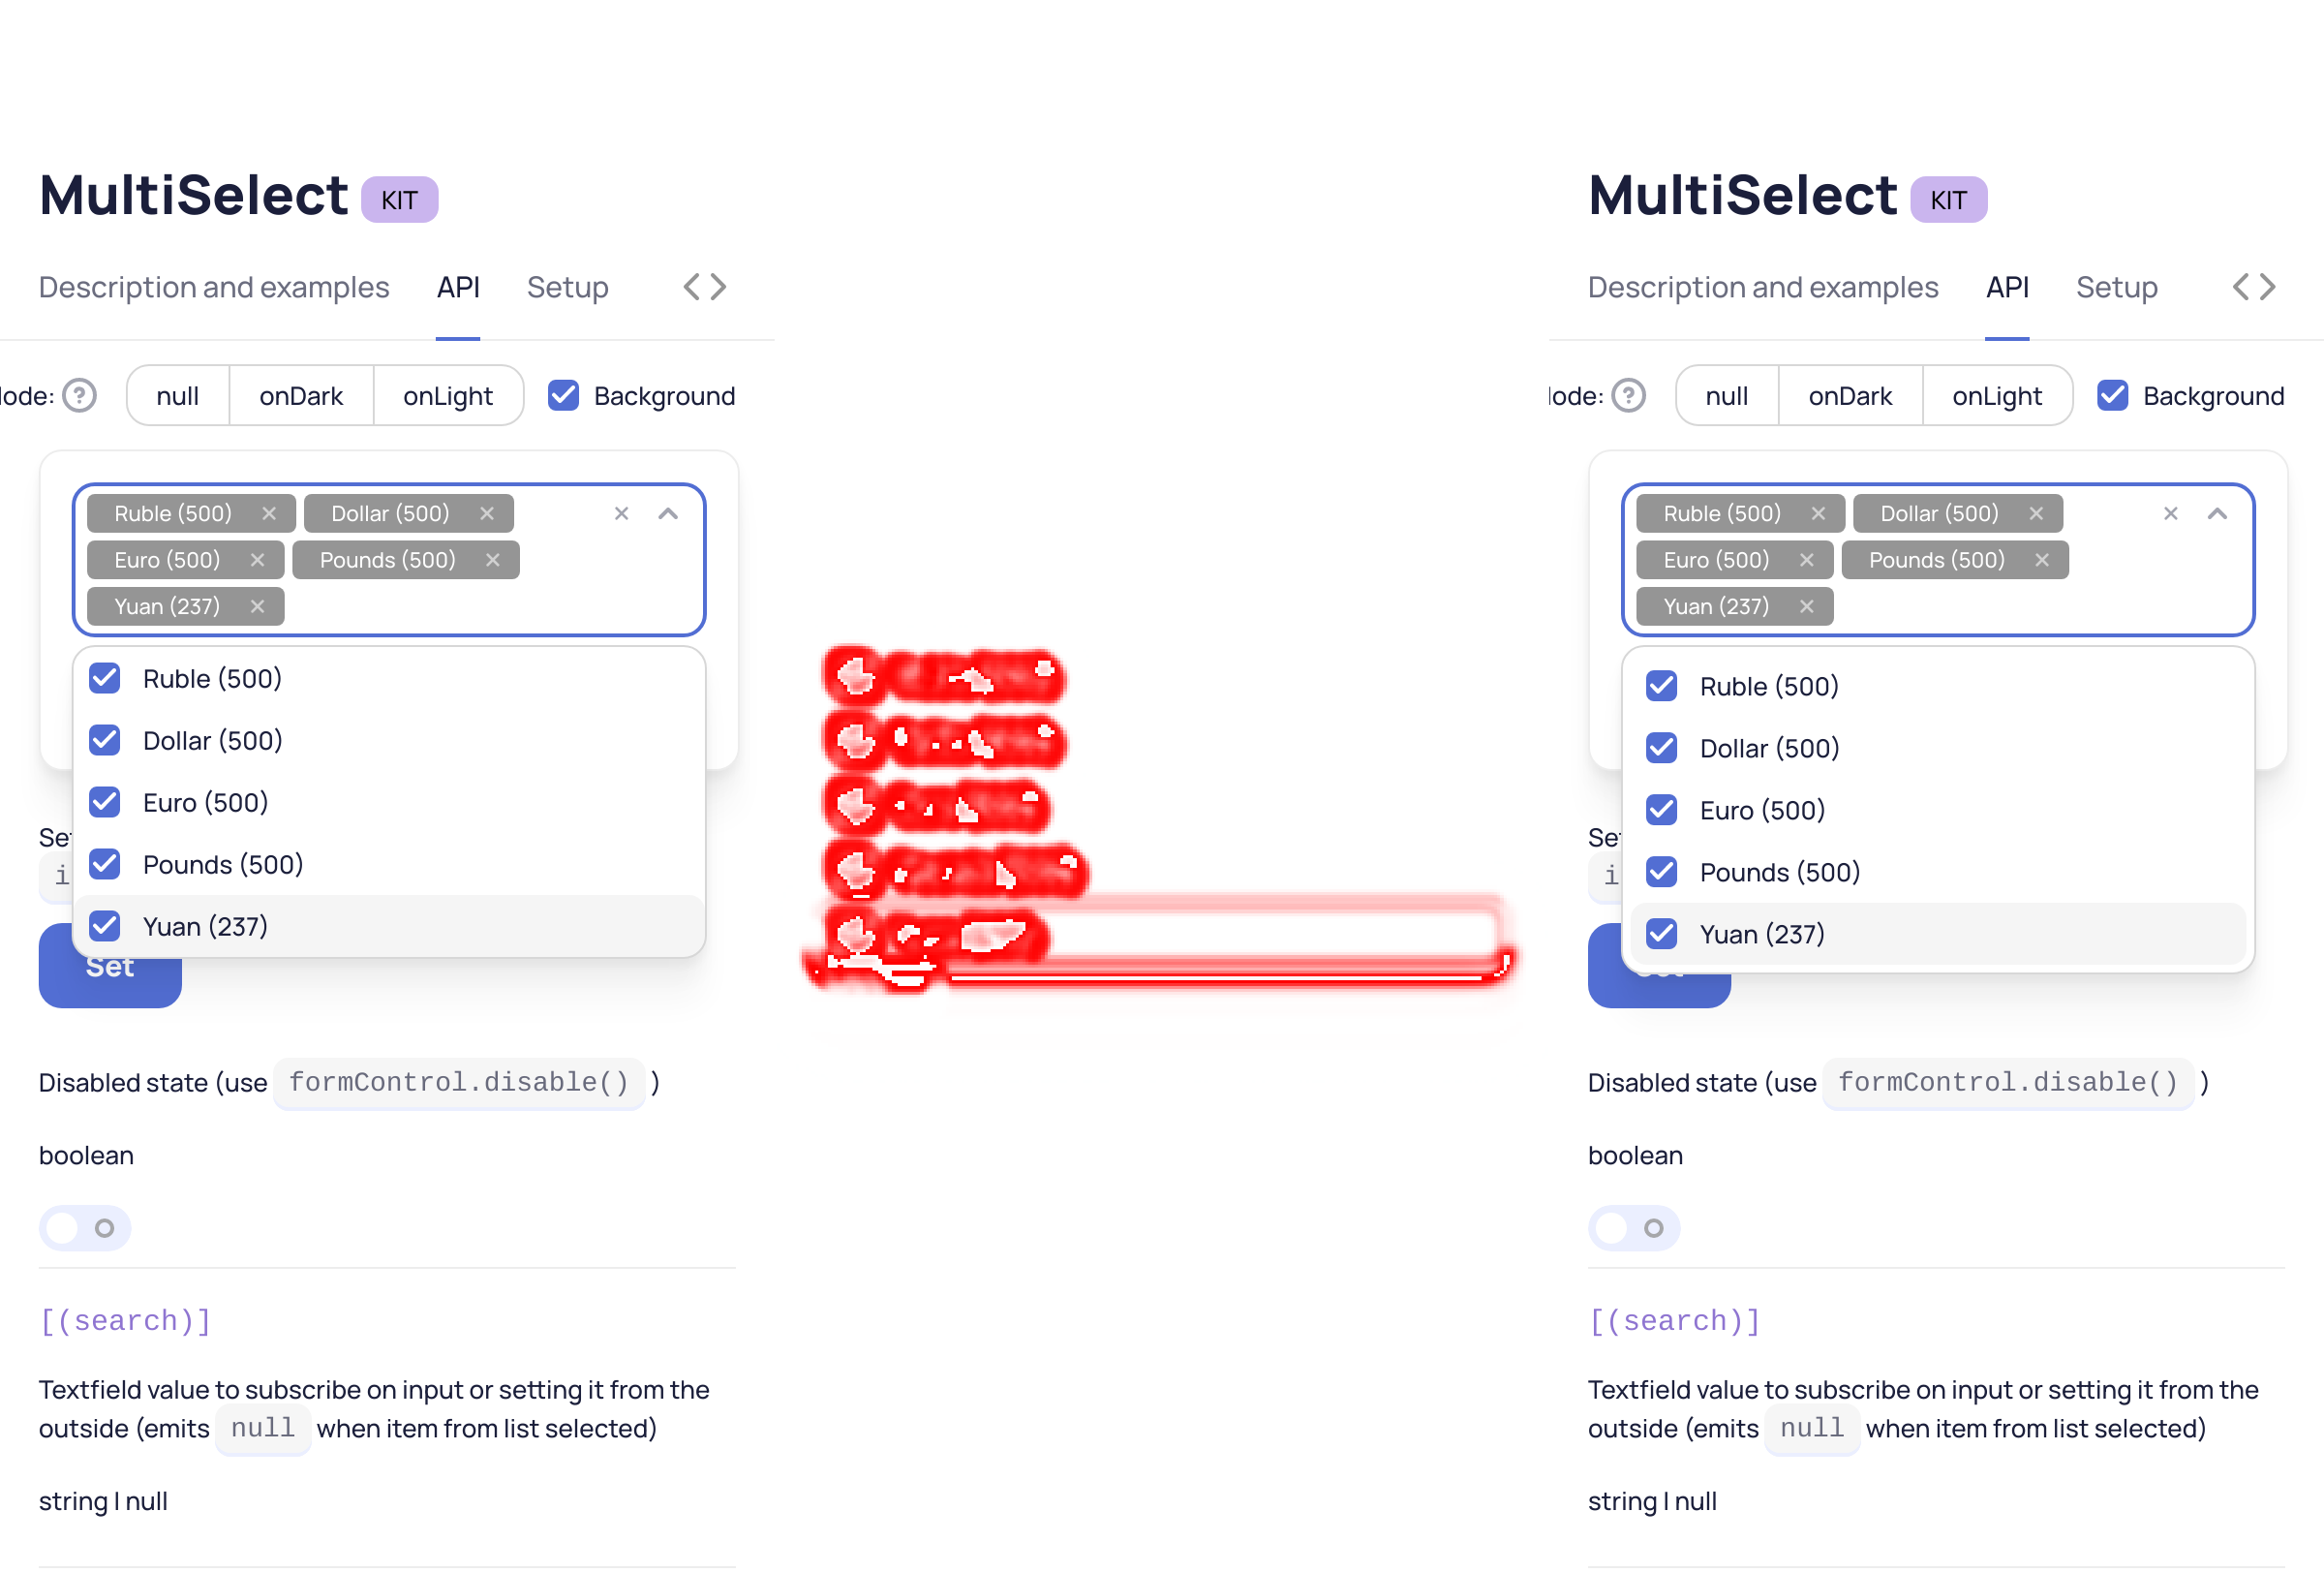 MultiSelect KIT
Description and examples API Setup
lode: ? null onDark onLight Background
Ruble (500) Dollar (500)
Euro (500) Pounds (500)
Yuan (237)
Ruble (500)
Dollar (500)
Euro (500)
Pounds (500)
Yuan (237)
Set
Disabled state (use formControl.disable() )
boolean
[(search)]
Textfield value to subscribe on input or setting it from the
outside (emits null when item from list selected)
string | null
MultiSelect KIT
Description and examples API Setup
lode: ? null onDark onLight Background
Ruble (500) Dollar (500)
Euro (500) Pounds (500)
Yuan (237)
Ruble (500)
Dollar (500)
Euro (500)
Pounds (500)
Yuan (237)
Disabled state (use formControl.disable() )
boolean
[(search)]
Textfield value to subscribe on input or setting it from the
outside (emits null when item from list selected)
string | null